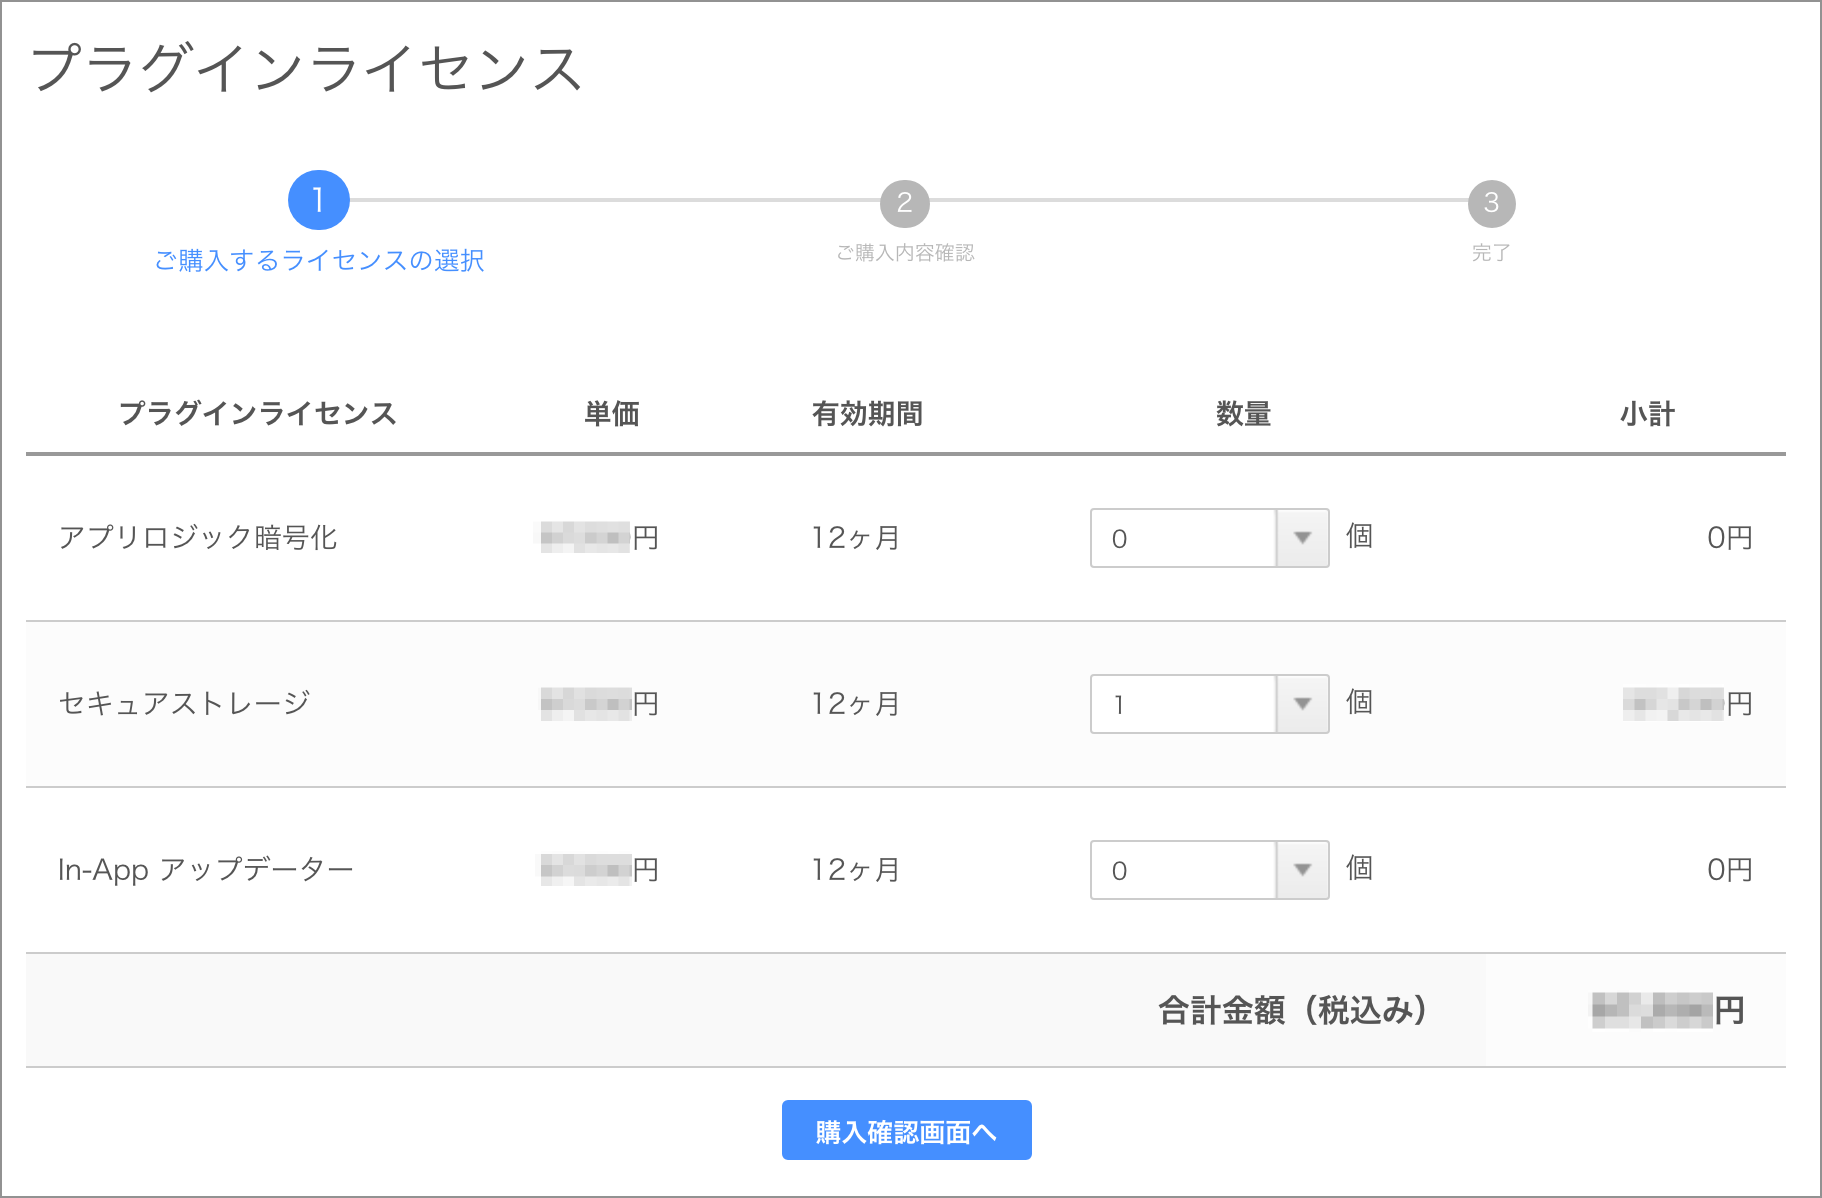 プラグインライセンス
1 2 3
ご購入するライセンスの選択 ご購入内容確認 完了
プラグインライセンス 単価 有効期間 数量 小計
アプリロジック暗号化 円 12ヶ月 0 個 0円
セキュアストレージ 円 12ヶ月 1 個 円
In-App アップデーター 円 12ヶ月 0 個 0円
合計金額（税込み） 円
購入確認画面へ